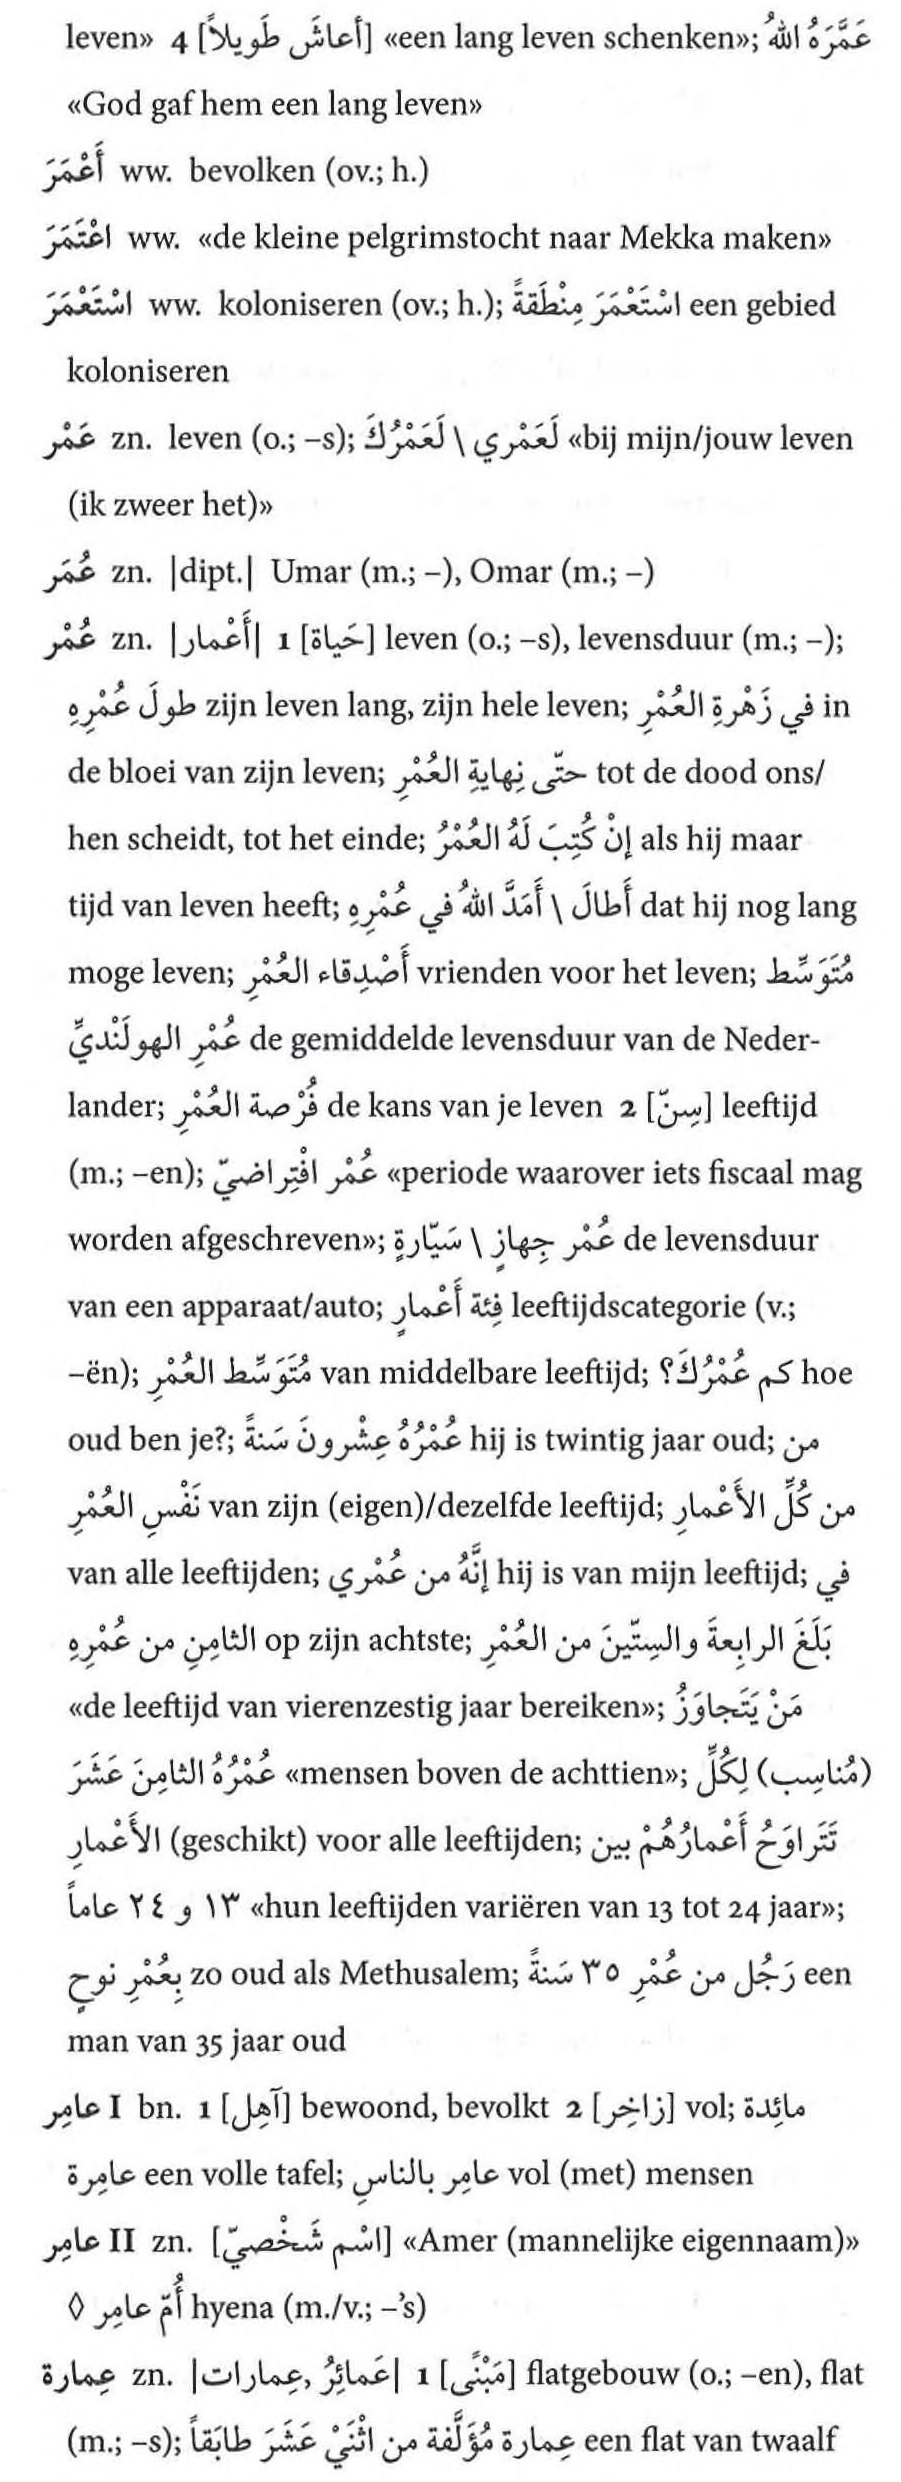 leven» 4 [أعاشَ طَويلاً] «een lang leven schenken»; عَمَّرَهُ اللهُ
«God gaf hem een lang leven»
أَعْمَرَ ww. bevolken (ov.; h.)
اعْتَمَرَ ww. «de kleine pelgrimstocht naar Mekka maken»
اسْتَعْمَرَ ww. koloniseren (ov.; h.); اسْتَعْمَرَ مِنْطَقةً een gebied
koloniseren
عَمْر zn. leven (o.; –s); لَعَمْري \ لَعَمْرُكَ «bij mijn/jouw leven
(ik zweer het)»
عُمَر zn. |dipt.| Umar (m.; –), Omar (m.; –)
عُمْر zn. |أَعْمار| 1 [حَياة] leven (o.; –s), levensduur (m.; –);
طولَ عُمْرِهِ zijn leven lang, zijn hele leven; في زَهْرةِ العُمْرِ in
de bloei van zijn leven; حتّى نِهايةِ العُمْرِ tot de dood ons/
hen scheidt, tot het einde; إنْ كُتِبَ لَهُ العُمْرُ als hij maar
tijd van leven heeft; أَطالَ \ أَمَدَّ اللهُ في عُمْرِهِ dat hij nog lang
moge leven; أَصْدِقاء العُمْرِ vrienden voor het leven; مُتَوَسِّط
عُمْرِ الهولَنْديِّ de gemiddelde levensduur van de Neder-
lander; فُرْصة العُمْرِ de kans van je leven 2 [سِنّ] leeftijd
(m.; –en); عُمْر افْتِراضيّ «periode waarover iets fiscaal mag
worden afgeschreven»; عُمْر جِهازٍ \ سَيّارةٍ de levensduur
van een apparaat/auto; فِئة أَعْمارٍ leeftijdscategorie (v.;
–ën); مُتَوَسِّط العُمْرِ van middelbare leeftijd; كم عُمْرُكَ؟ hoe
oud ben je?; عُمْرُهُ عِشْرونَ سَنةً hij is twintig jaar oud; من
نَفْسِ العُمْرِ van zijn (eigen)/dezelfde leeftijd; من كُلِّ الأَعْمارِ
van alle leeftijden; إنَّهُ من عُمْري hij is van mijn leeftijd; في
الثامِنِ من عُمْرِهِ op zijn achtste; بَلَغَ الرابِعةَ والسِتّينَ من العُمْرِ
«de leeftijd van vierenzestig jaar bereiken»; مَنْ يَتَجاوَزُ
عُمْرُهُ الثامِنَ عَشَرَ «mensen boven de achttien»; (مُناسِب) لِكُلِّ
الأَعْمارِ (geschikt) voor alle leeftijden; تَتَراوَحُ أَعْمارُهُمْ بين
١٣ و ٢٤ عاماً «hun leeftijden variëren van 13 tot 24 jaar»;
بِعُمْرِ نوحٍ zo oud als Methusalem; رَجُل من عُمْرِ ٣٥ سَنةً een
man van 35 jaar oud
عامِر I bn. 1 [آهِل] bewoond, bevolkt 2 [زاخِر] vol; مائِدة
عامِرة een volle tafel; عامِر بالناسِ vol (met) mensen
عامِر II zn. [اسْم شَخْصيّ] «Amer (mannelijke eigennaam)»
◊ أُمّ عامِر hyena (m./v.; –’s)
عِمارة zn. |عِمارات, عَمائِرُ| 1 [مَبْنًى] flatgebouw (o.; –en), flat
(m.; –s); عِمارة مُؤَلَّفة من اثْنَيْ عَشَرَ طابَقاً een flat van twaalf